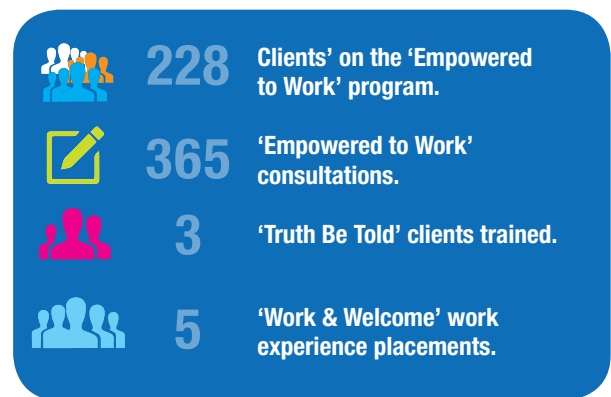 228
Clients’ on the ‘Empowered
to Work’ program.
365
‘Empowered to Work’
consultations.
3
‘Truth Be Told’ clients trained.
5
‘Work & Welcome’ work
experience placements.